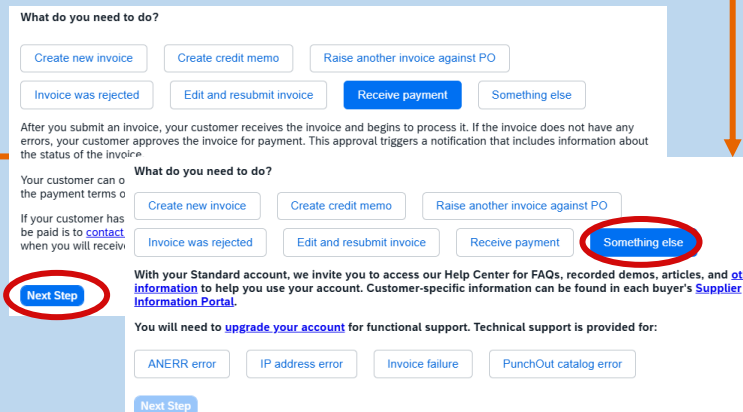 What do you need to do?
Create new invoice Create credit memo Raise another invoice against PO
Invoice was rejected Edit and resubmit invoice Receive payment Something else
After you submit an invoice, your customer receives the invoice and begins to process it. If the invoice does not have any
errors, your customer approves the invoice for payment. This approval triggers a notification that includes information about
the status of the invoice.
Your customer can
the payment terms
If your customer has
be paid is to contact
when you will receive
Next Step
What do you need to do?
Create new invoice Create credit memo Raise another invoice against PO
Invoice was rejected Edit and resubmit invoice Receive payment Something else
With your Standard account, we invite you to access our Help Center for FAQs, recorded demos, articles, and
information to help you use your account. Customer-specific information can be found in each buyer's Supplier
Information Portal.
You will need to upgrade your account for functional support. Technical support is provided for:
ANERR error IP address error Invoice failure PunchOut catalog error
Next Step